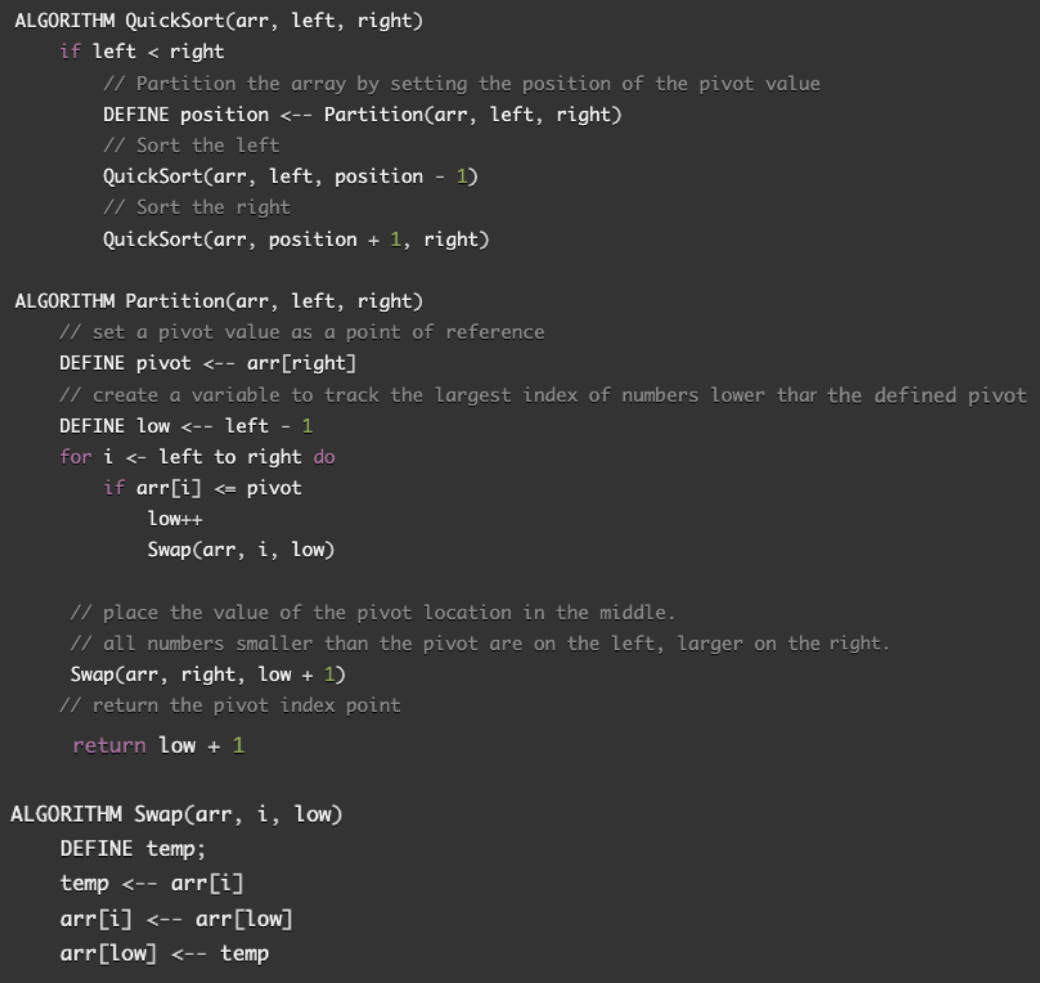 ALGORITHM QuickSort(arr, left, right)
    if left < right
        // Partition the array by setting the position of the pivot value
        DEFINE position <-- Partition(arr, left, right)
        // Sort the left
        QuickSort(arr, left, position - 1)
        // Sort the right
        QuickSort(arr, position + 1, right)

ALGORITHM Partition(arr, left, right)
    // set a pivot value as a point of reference
    DEFINE pivot <-- arr[right]
    // create a variable to track the largest index of numbers lower thar the defined pivot
    DEFINE low <-- left - 1
    for i <- left to right do
        if arr[i] <= pivot
            low++
            Swap(arr, i, low)

     // place the value of the pivot location in the middle.
     // all numbers smaller than the pivot are on the left, larger on the right.
     Swap(arr, right, low + 1)
    // return the pivot index point
     return low + 1

ALGORITHM Swap(arr, i, low)
    DEFINE temp;
    temp <-- arr[i]
    arr[i] <-- arr[low]
    arr[low] <-- temp